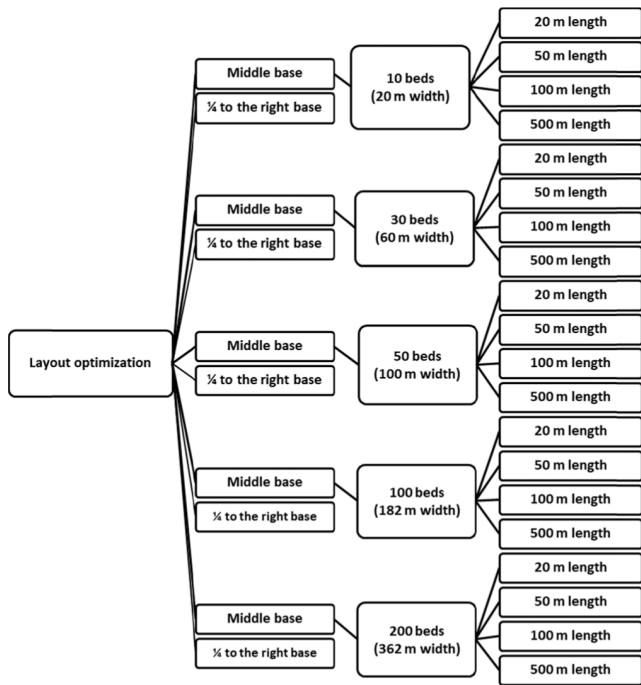 Layout optimization
Middle base
¼ to the right base
10 beds
(20 m width)
20 m length
50 m length
100 m length
500 m length
Middle base
¼ to the right base
30 beds
(60 m width)
20 m length
50 m length
100 m length
500 m length
Middle base
¼ to the right base
50 beds
(100 m width)
20 m length
50 m length
100 m length
500 m length
Middle base
¼ to the right base
100 beds
(182 m width)
20 m length
50 m length
100 m length
500 m length
Middle base
¼ to the right base
200 beds
(362 m width)
20 m length
50 m length
100 m length
500 m length